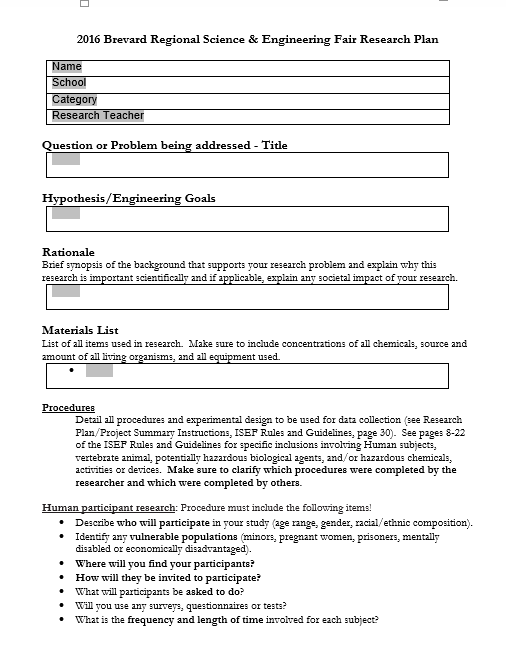 2016 Brevard Regional Science & Engineering Fair Research Plan
Name
School
Category
Research Teacher
Question or Problem being addressed - Title
Hypothesis/Engineering Goals
Rationale
Brief synopsis of the background that supports your research problem and explain why this
research is important scientifically and if applicable, explain any societal impact of your research.
Materials List
List of all items used in research.  Make sure to include concentrations of all chemicals, source and
amount of all living organisms, and all equipment used.
•
Procedures
Detail all procedures and experimental design to be used for data collection (see Research
Plan/Project Summary Instructions, ISEF Rules and Guidelines, page 30).  See pages 8-22
of the ISEF Rules and Guidelines for specific inclusions involving Human subjects,
vertebrate animal, potentially hazardous biological agents, and/or hazardous chemicals,
activities or devices.  Make sure to clarify which procedures were completed by the
researcher and which were completed by others.
Human participant research: Procedure must include the following items!
• Describe who will participate in your study (age range, gender, racial/ethnic composition).
• Identify any vulnerable populations (minors, pregnant women, prisoners, mentally
disabled or economically disadvantaged).
• Where will you find your participants?
• How will they be invited to participate?
• What will participants be asked to do?
• Will you use any surveys, questionnaires or tests?
• What is the frequency and length of time involved for each subject?